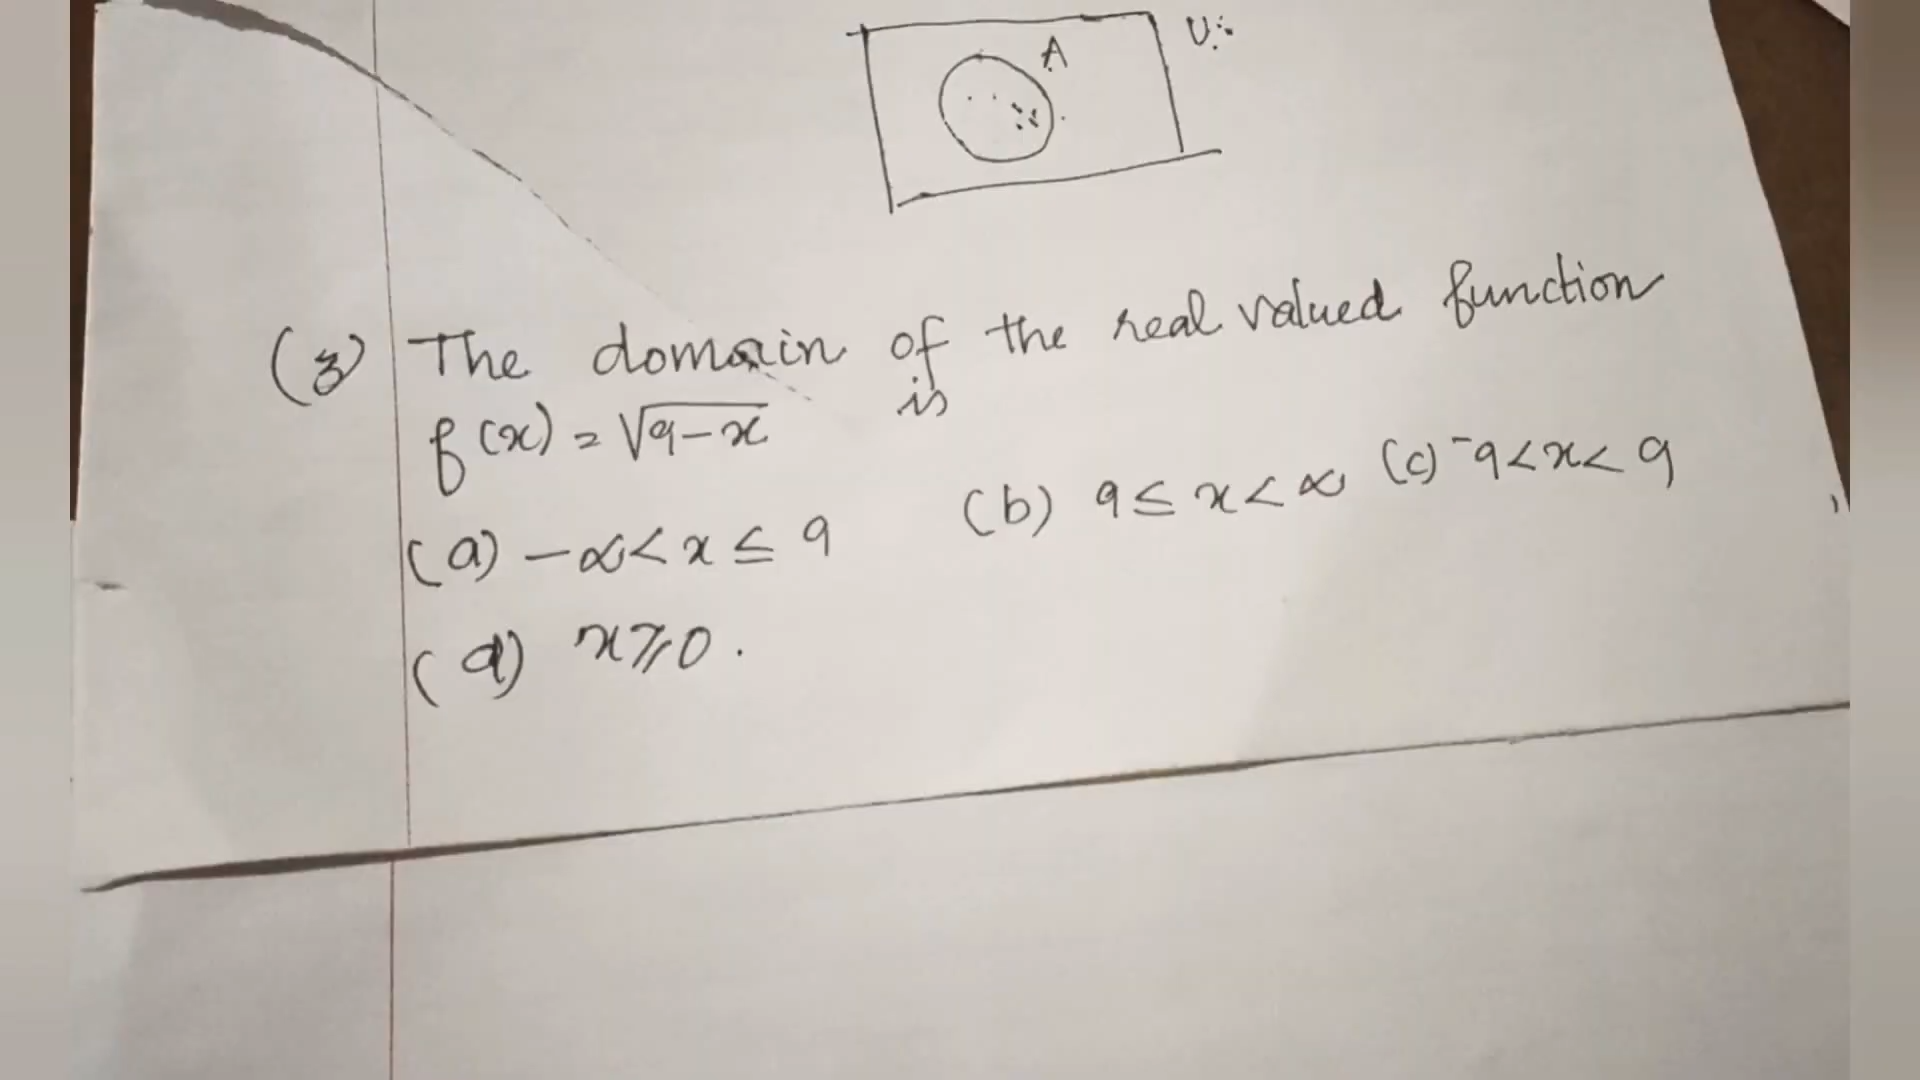 A U
(3) The domain of the real valued function
f(x) = √9-x is
(a) -∞<x≤ 9 (b) 9≤ x<∞ (c) -9<x< 9
(d) x⩾0.